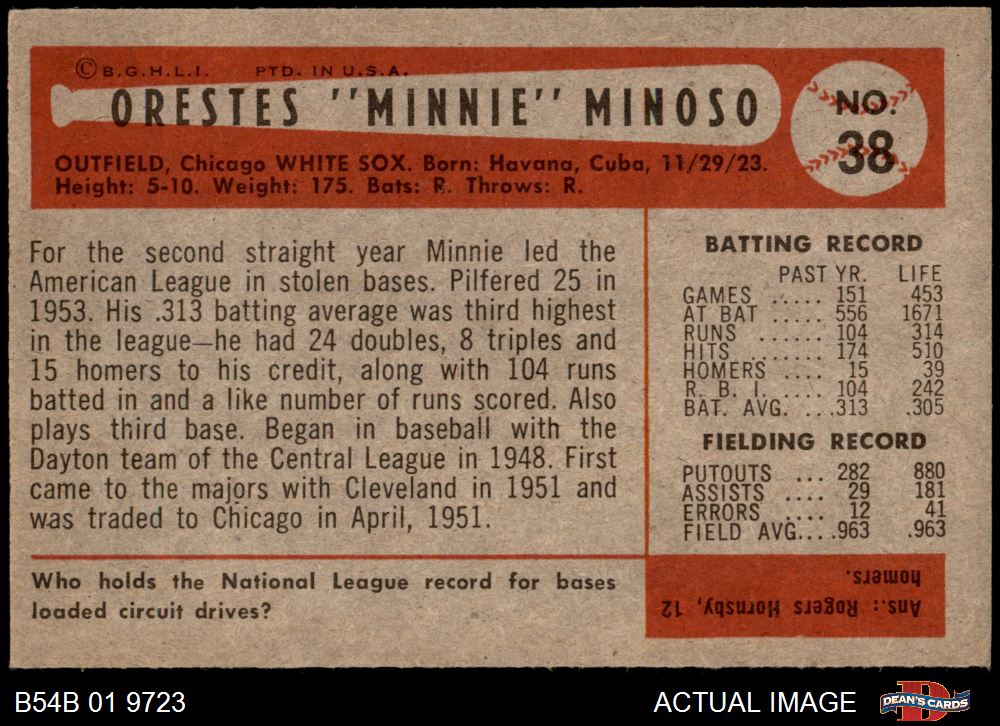 ©B.G.H.L.I. PTD. IN U.S.A.
ORESTES "MINNIE" MINOSO
NO.
38
OUTFIELD, Chicago WHITE SOX. Born: Havana, Cuba, 11/29/23.
Height: 5-10. Weight: 175. Bats: R. Throws: R.
For the second straight year Minnie led the
American League in stolen bases. Pilfered 25 in
1953. His .313 batting average was third highest
in the league—he had 24 doubles, 8 triples and
15 homers to his credit, along with 104 runs
batted in and a like number of runs scored. Also
plays third base. Began in baseball with the
Dayton team of the Central League in 1948. First
came to the majors with Cleveland in 1951 and
was traded to Chicago in April, 1951.
Who holds the National League record for bases
loaded circuit drives?
BATTING RECORD
PAST YR. LIFE
GAMES ..... 151 453
AT BAT ..... 556 1671
RUNS ...... 104 314
HITS ....... 174 510
HOMERS .... 15 39
R. B. I. ..... 104 242
BAT. AVG. ...313 .305
FIELDING RECORD
PUTOUTS ... 282 880
ASSISTS .... 29 181
ERRORS .... 12 41
FIELD AVG.....963 .963
Ans.: Rogers Hornsby, 12
homers.
B54B 01 9723
ACTUAL IMAGE
DEAN'S CARDS